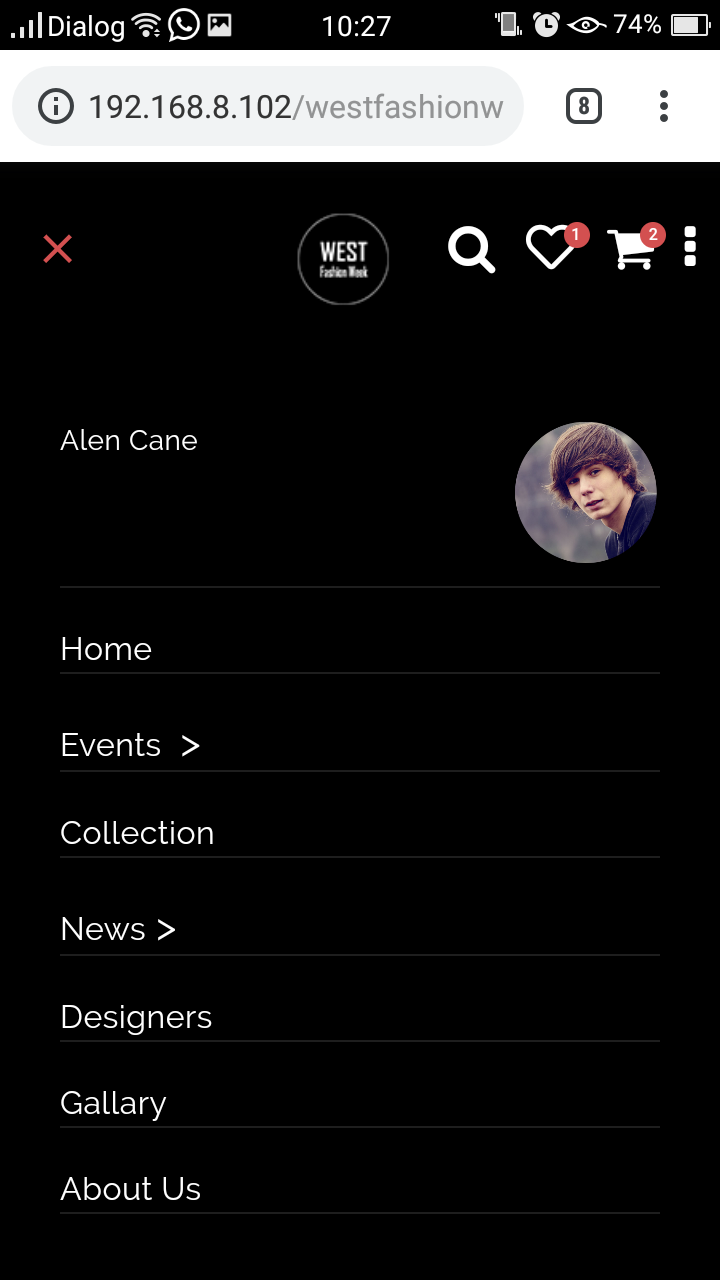 Dialog 10:27 74%
192.168.8.102/westfashionw 8
WEST
Fashion Week
1
2
Alen Cane
Home
Events >
Collection
News >
Designers
Gallary
About Us